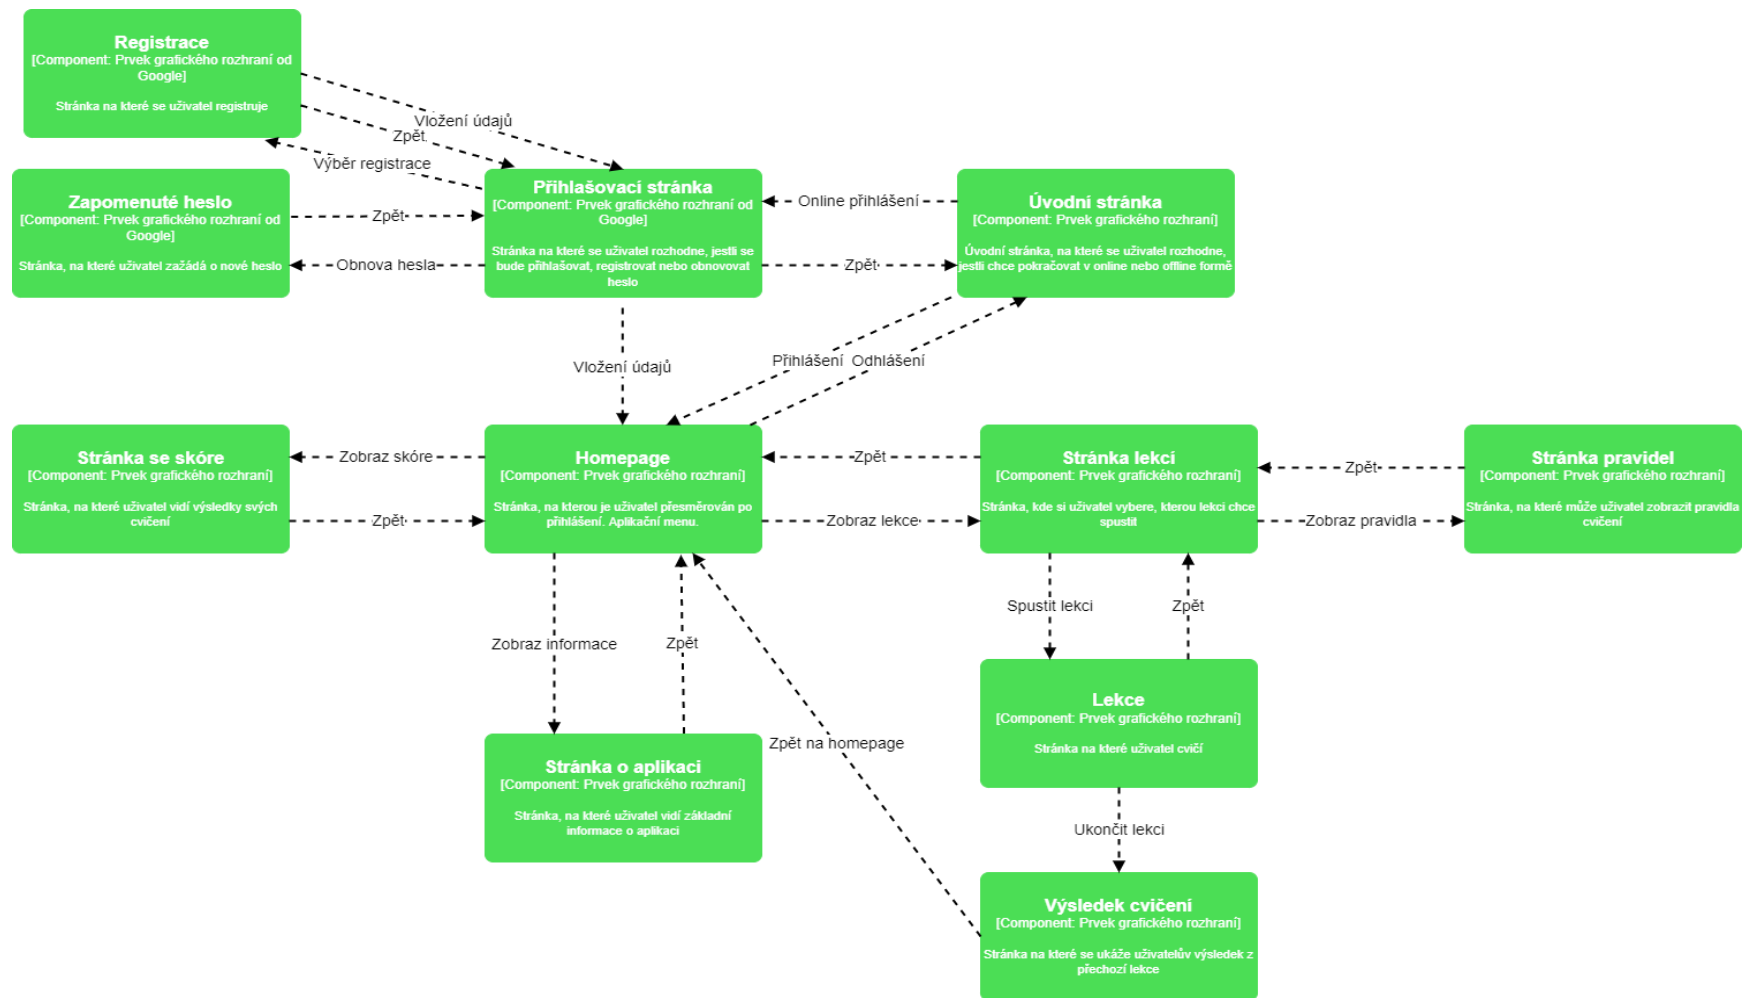 Registrace
[Component: Prvek grafického rozhraní od
Google]
Stránka na které se uživatel registruje
Vložení údajů
Zpět
Výběr registrace
Zapomenuté heslo
[Component: Prvek grafického rozhraní od
Google]
Stránka, na které uživatel zažádá o nové heslo
Zpět
Obnova hesla
Přihlašovací stránka
[Component: Prvek grafického rozhraní od
Google]
Stránka na které se uživatel rozhodne, jestli se
bude přihlašovat, registrovat nebo obnovovat
heslo
Online přihlášení
Zpět
Úvodní stránka
[Component: Prvek grafického rozhraní]
Úvodní stránka, na které se uživatel rozhodne,
jestli chce pokračovat v online nebo offline formě
Vložení údajů
Přihlášení
Odhlášení
Stránka se skóre
[Component: Prvek grafického rozhraní]
Stránka, na které uživatel vidí výsledky svých
cvičení
Zobraz skóre
Zpět
Homepage
[Component: Prvek grafického rozhraní]
Stránka, na kterou je uživatel přesměrován po
přihlášení. Aplikační menu.
Zpět
Zobraz lekce
Stránka lekcí
[Component: Prvek grafického rozhraní]
Stránka, kde si uživatel vybere, kterou lekci chce
spustit
Zpět
Zobraz pravidla
Stránka pravidel
[Component: Prvek grafického rozhraní]
Stránka, na které může uživatel zobrazit pravidla
cvičení
Zobraz informace
Zpět
Spustit lekci
Zpět
Zpět na homepage
Lekce
[Component: Prvek grafického rozhraní]
Stránka na které uživatel cvičí
Stránka o aplikaci
[Component: Prvek grafického rozhraní]
Stránka, na které uživatel vidí základní
informace o aplikaci
Ukončit lekci
Výsledek cvičení
[Component: Prvek grafického rozhraní]
Stránka na které se ukáže uživatelův výsledek z
přechozí lekce